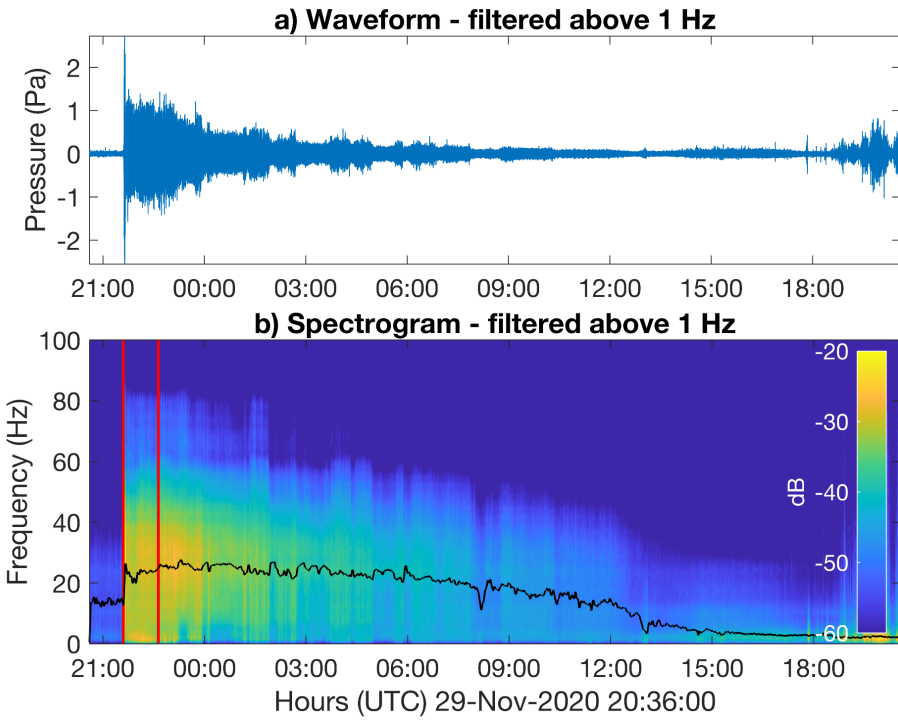 a) Waveform - filtered above 1 Hz
Pressure (Pa)
2
1
0
-1
-2
21:00 00:00 03:00 06:00 09:00 12:00 15:00 18:00
b) Spectrogram - filtered above 1 Hz
Frequency (Hz)
100
80
60
40
20
0
dB
-20
-30
-40
-50
-60
21:00 00:00 03:00 06:00 09:00 12:00 15:00 18:00
Hours (UTC) 29-Nov-2020 20:36:00